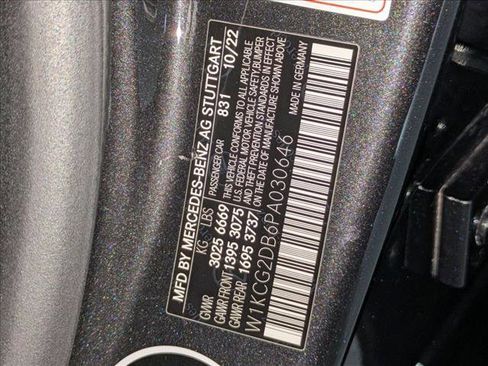 MFD BY MERCEDES-BENZ AG STUTTGART
PASSENGER CAR 831 10/22
KG LBS
GVWR 3025 6669
GAWR FRONT 1395 3075
GAWR REAR 1695 3737
THIS VEHICLE CONFORMS TO ALL APPLICABLE
U.S. FEDERAL MOTOR VEHICLE SAFETY, BUMPER
AND THEFT PREVENTION STANDARDS IN EFFECT
ON THE DATE OF MANUFACTURE SHOWN ABOVE
W1KCG2DB6PA030646
MADE IN GERMANY